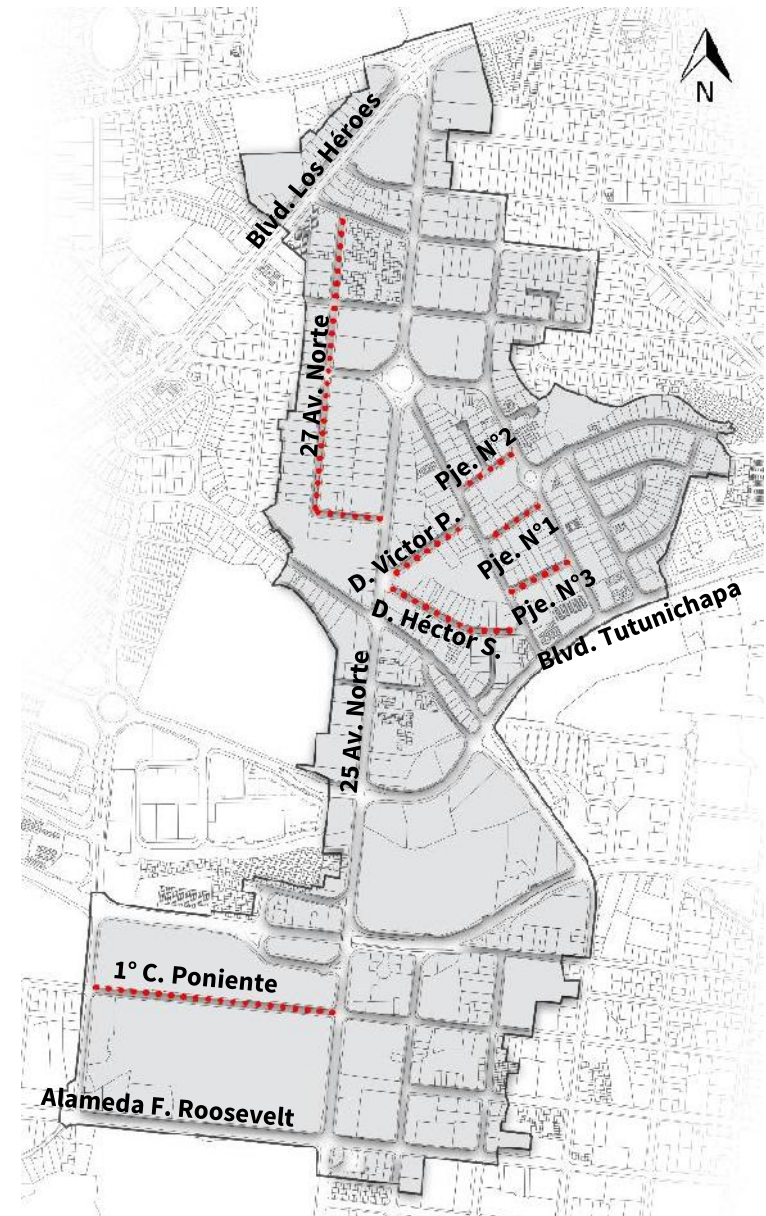 N
Blvd. Los Héroes
27 Av. Norte
Pje. N°2
D. Victor P.
Pje. N°1
D. Héctor S.
Pje. N°3
Blvd. Tutunichapa
25 Av. Norte
1° C. Poniente
Alameda F. Roosevelt